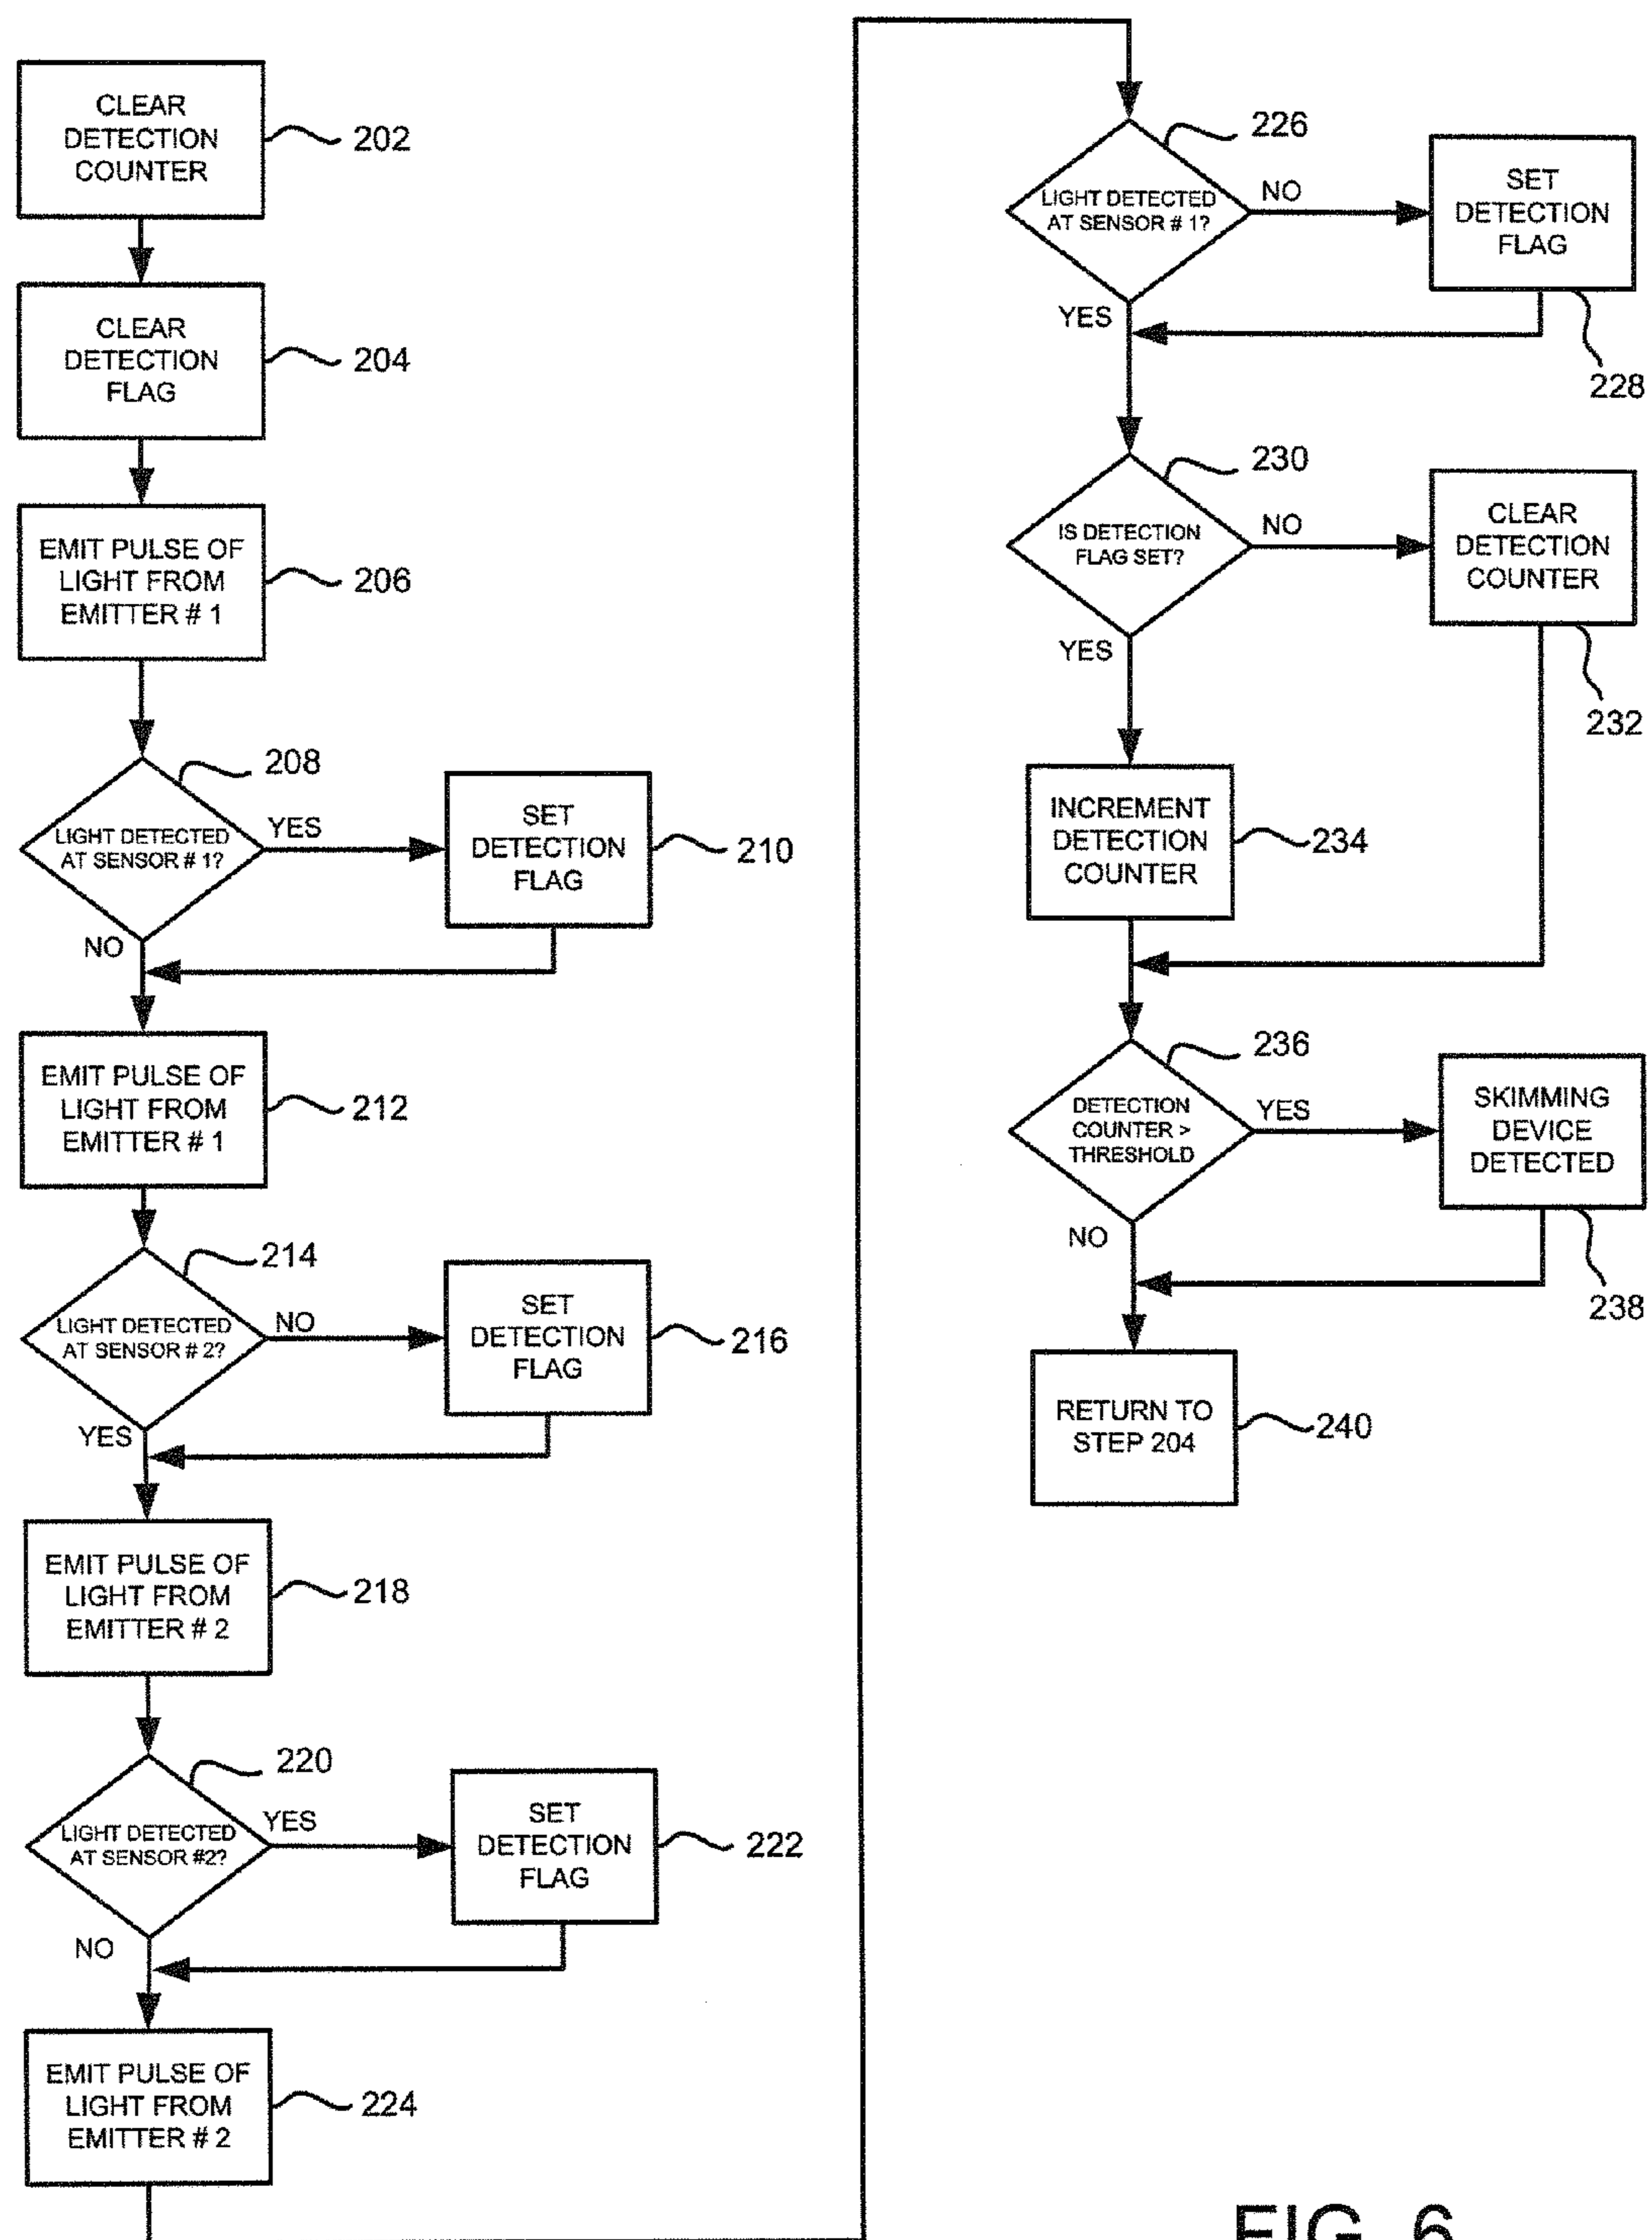 CLEAR
DETECTION
COUNTER
202
CLEAR
DETECTION
FLAG
204
EMIT PULSE OF
LIGHT FROM
EMITTER # 1
206
208
LIGHT DETECTED
AT SENSOR # 1?
YES
NO
SET
DETECTION
FLAG
210
EMIT PULSE OF
LIGHT FROM
EMITTER # 1
212
214
LIGHT DETECTED
AT SENSOR # 2?
NO
YES
SET
DETECTION
FLAG
216
EMIT PULSE OF
LIGHT FROM
EMITTER # 2
218
220
LIGHT DETECTED
AT SENSOR #2?
YES
NO
SET
DETECTION
FLAG
222
EMIT PULSE OF
LIGHT FROM
EMITTER # 2
224
226
LIGHT DETECTED
AT SENSOR # 1?
NO
YES
SET
DETECTION
FLAG
228
230
IS DETECTION
FLAG SET?
NO
YES
CLEAR
DETECTION
COUNTER
232
INCREMENT
DETECTION
COUNTER
234
236
DETECTION
COUNTER >
THRESHOLD
YES
NO
SKIMMING
DEVICE
DETECTED
238
RETURN TO
STEP 204
240
FIG. 6